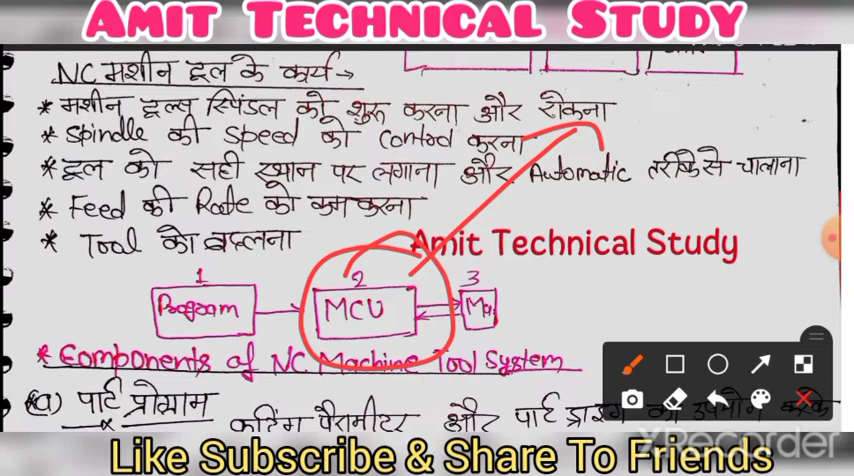 AMIT TECHNICAL STUDY
NC मशीन टूल के कार्य →
* मशीन टूल्स स्पिंडल को शुरू करना और रोकना
* Spindle की Speed को Control करना
* टूल को सही स्थान पर लगाना और Automatic तरीके से चालाना
* Feed की Rate को कम करना
* Tool को बदलना
Amit Technical Study
1 2 3
Program MCU
* Components of NC Machine Tool System
(a) पार्ट प्रोग्राम
कटिंग पैरामीटर और पार्ट ड्राइंग का उपयोग करके
XRecorder
Like Subscribe & Share To Friends